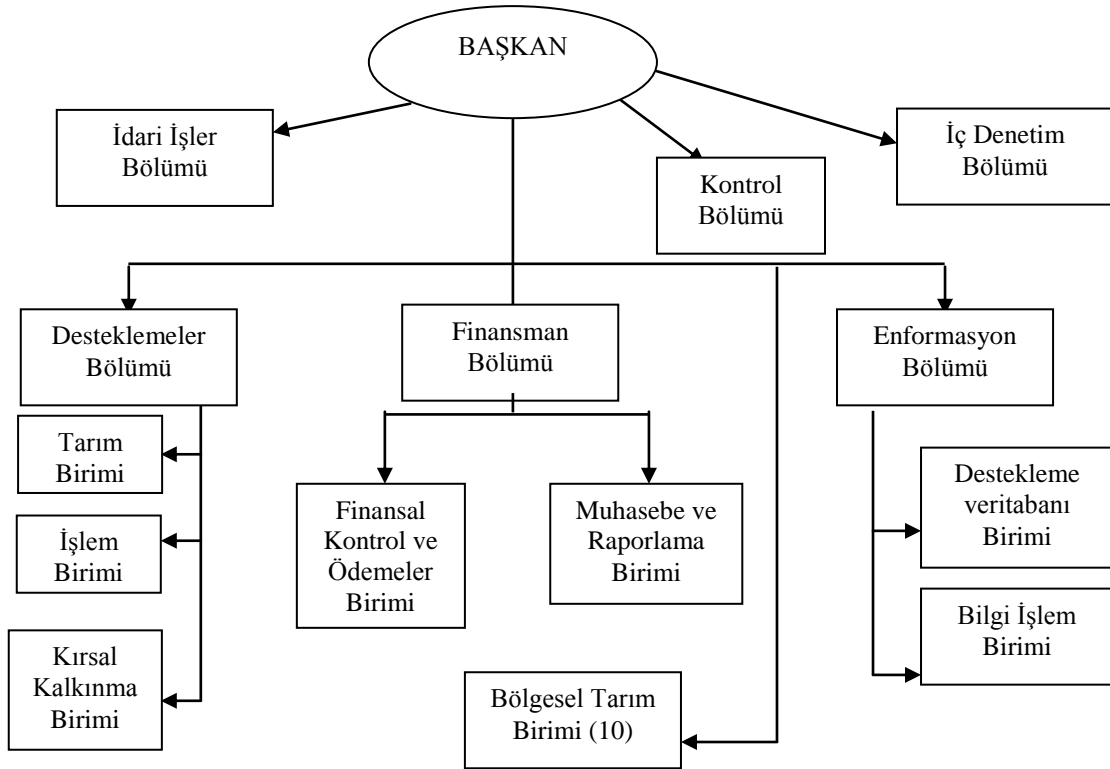 BAŞKAN
İdari İşler
Bölümü
Kontrol
Bölümü
İç Denetim
Bölümü
Desteklemeler
Bölümü
Finansman
Bölümü
Enformasyon
Bölümü
Tarım
Birimi
İşlem
Birimi
Kırsal
Kalkınma
Birimi
Finansal
Kontrol ve
Ödemeler
Birimi
Muhasebe ve
Raporlama
Birimi
Destekleme
veritabanı
Birimi
Bilgi İşlem
Birimi
Bölgesel Tarım
Birimi (10)